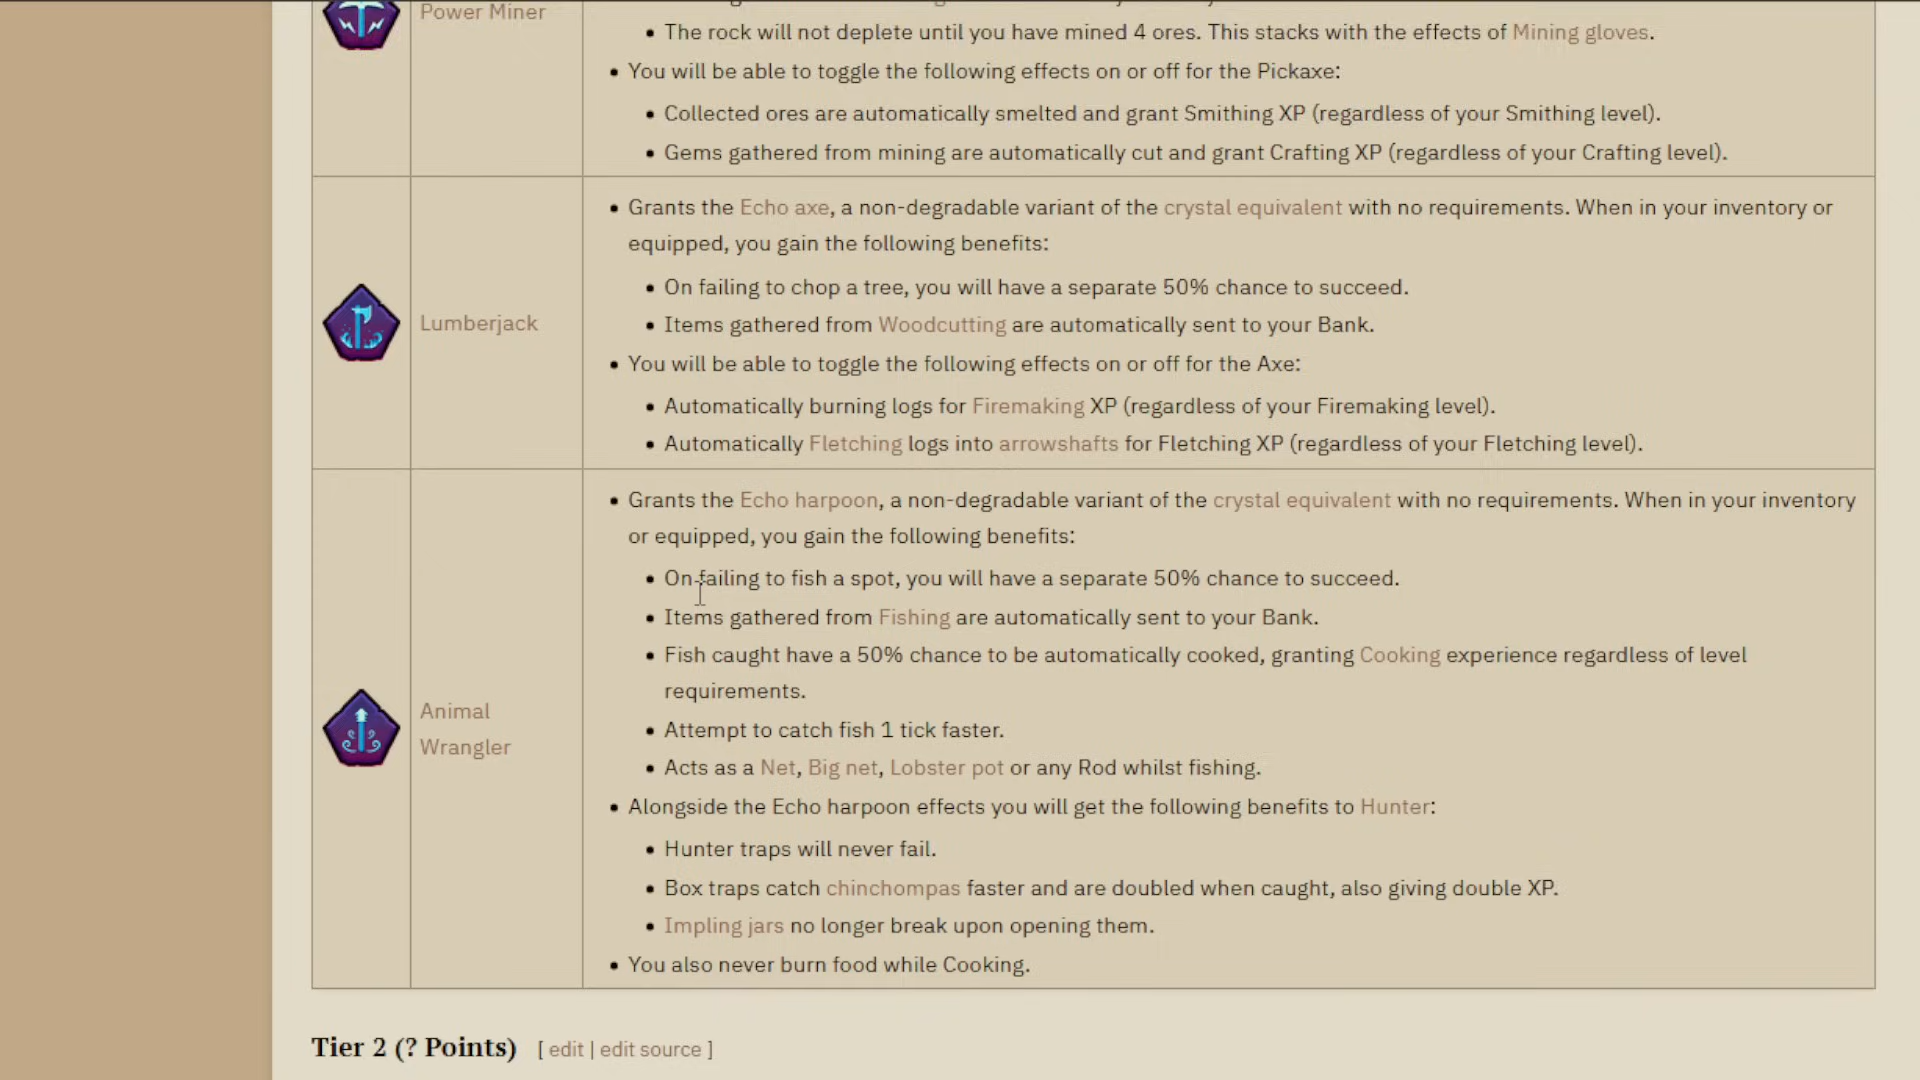 Power Miner
• The rock will not deplete until you have mined 4 ores. This stacks with the effects of Mining gloves.
• You will be able to toggle the following effects on or off for the Pickaxe:
• Collected ores are automatically smelted and grant Smithing XP (regardless of your Smithing level).
• Gems gathered from mining are automatically cut and grant Crafting XP (regardless of your Crafting level).
Lumberjack
• Grants the Echo axe, a non-degradable variant of the crystal equivalent with no requirements. When in your inventory or
equipped, you gain the following benefits:
• On failing to chop a tree, you will have a separate 50% chance to succeed.
• Items gathered from Woodcutting are automatically sent to your Bank.
• You will be able to toggle the following effects on or off for the Axe:
• Automatically burning logs for Firemaking XP (regardless of your Firemaking level).
• Automatically Fletching logs into arrowshafts for Fletching XP (regardless of your Fletching level).
Animal
Wrangler
• Grants the Echo harpoon, a non-degradable variant of the crystal equivalent with no requirements. When in your inventory
or equipped, you gain the following benefits:
• On failing to fish a spot, you will have a separate 50% chance to succeed.
• Items gathered from Fishing are automatically sent to your Bank.
• Fish caught have a 50% chance to be automatically cooked, granting Cooking experience regardless of level
requirements.
• Attempt to catch fish 1 tick faster.
• Acts as a Net, Big net, Lobster pot or any Rod whilst fishing.
• Alongside the Echo harpoon effects you will get the following benefits to Hunter:
• Hunter traps will never fail.
• Box traps catch chinchompas faster and are doubled when caught, also giving double XP.
• Impling jars no longer break upon opening them.
• You also never burn food while Cooking.
Tier 2 (? Points) [ edit | edit source ]